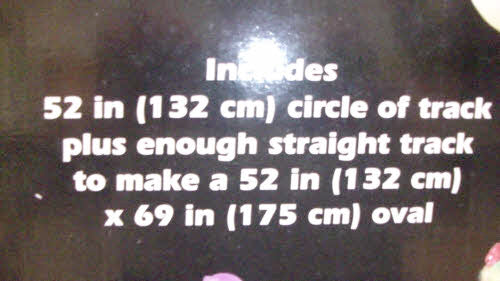 Includes
52 in (132 cm) circle of track
plus enough straight track
to make a 52 in (132 cm)
x 69 in (175 cm) oval